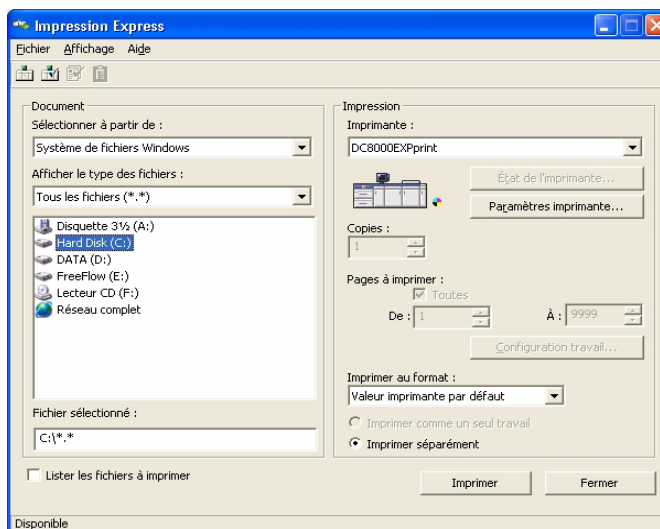 Impression Express
Fichier Affichage Aide
Document
Sélectionner à partir de :
Système de fichiers Windows
Afficher le type des fichiers :
Tous les fichiers (*.*)
Disquette 3½ (A:)
Hard Disk (C:)
DATA (D:)
FreeFlow (E:)
Lecteur CD (F:)
Réseau complet
Fichier sélectionné :
C:\*.*
Lister les fichiers à imprimer
Impression
Imprimante :
DC8000EXPprint
État de l'imprimante...
Paramètres imprimante...
Copies :
1
Pages à imprimer :
Toutes
De : 1 À : 9999
Configuration travail...
Imprimer au format :
Valeur imprimante par défaut
Imprimer comme un seul travail
Imprimer séparément
Imprimer Fermer
Disponible